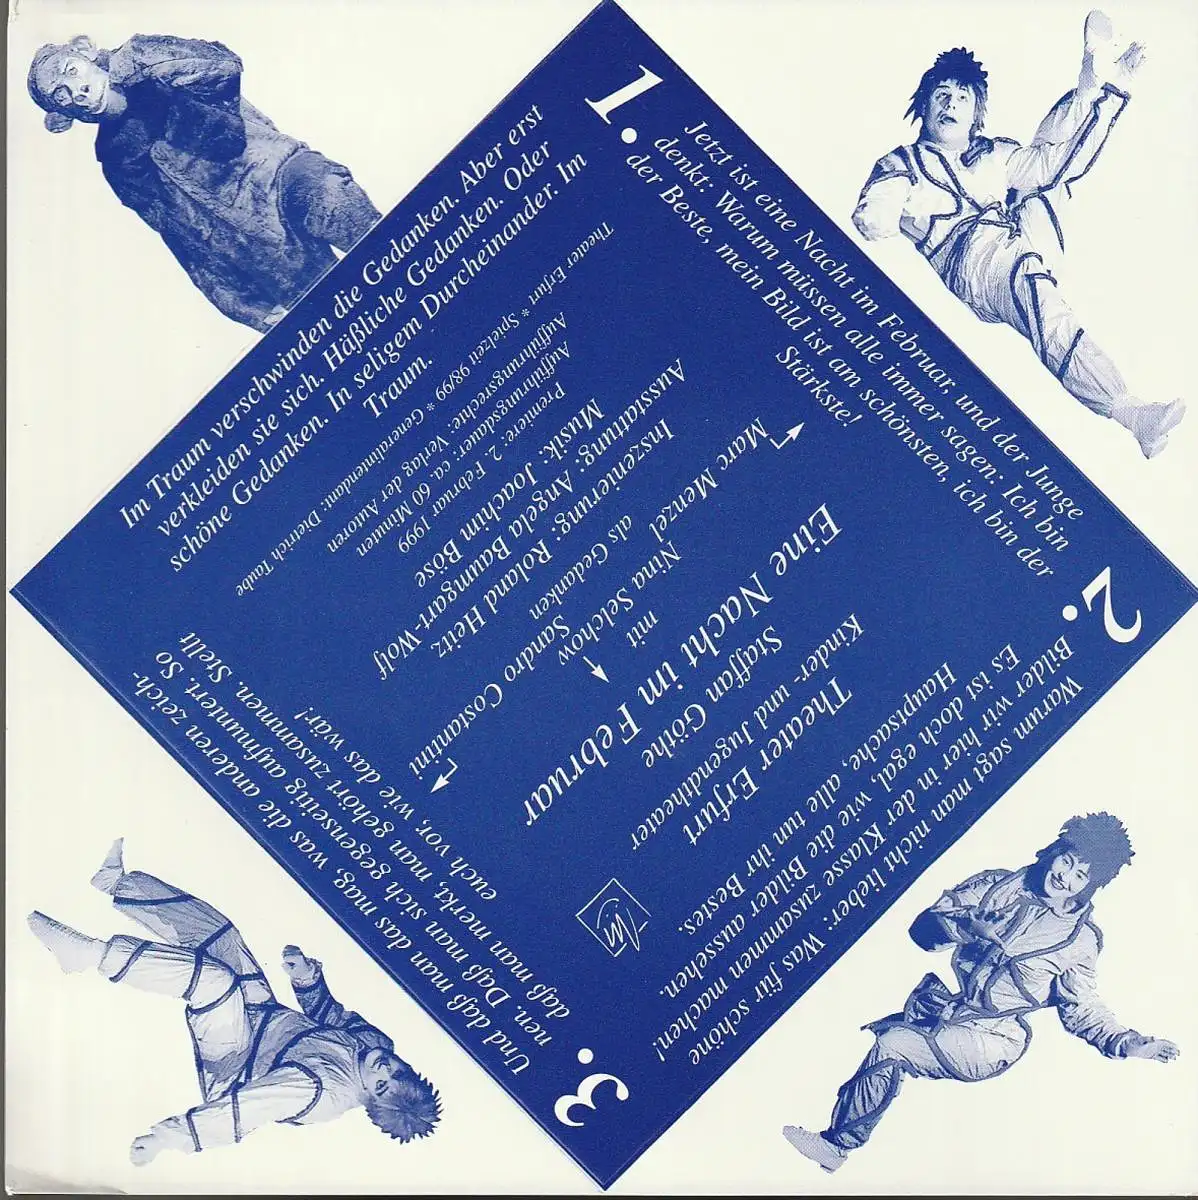 Im Traum verschwinden die Gedanken. Aber erst
verkleiden sie sich. Häßliche Gedanken. Oder
schöne Gedanken. In seligem Durcheinander. Im
Traum.
1.
Jetzt ist eine Nacht im Februar, und der Junge
denkt: Warum müssen alle immer sagen: Ich bin
der Beste, mein Bild ist am schönsten, ich bin der
Stärkste!
2.
Warum sagt man nicht lieber: Was für schöne
Bilder wir hier in der Klasse zusammen machen!
Es ist doch egal, wie die Bilder aussehen.
Hauptsache, alle tun ihr Bestes.
3.
Und daß man das mag, was die anderen zeich-
nen. Daß man sich gegenseitig aufmuntert. So
daß man merkt, man gehört zusammen. Stellt
euch vor, wie das wär!
Kinder- und Jugendtheater
Theater Erfurt
Staffan Göthe
Eine Nacht im Februar
mit
Marc Menzel Nina Selchow Sandro Costantini
als Gedanken
Inszenierung: Roland Heitz
Ausstattung: Angela Baumgart-Wolf
Musik: Joachim Böse
Premiere: 2. Februar 1999
Aufführungsdauer: ca. 60 Minuten
Aufführungsrechte: Verlag der Autoren
Theater Erfurt * Spielzeit 98/99 * Generalintendant: Dietrich Taube